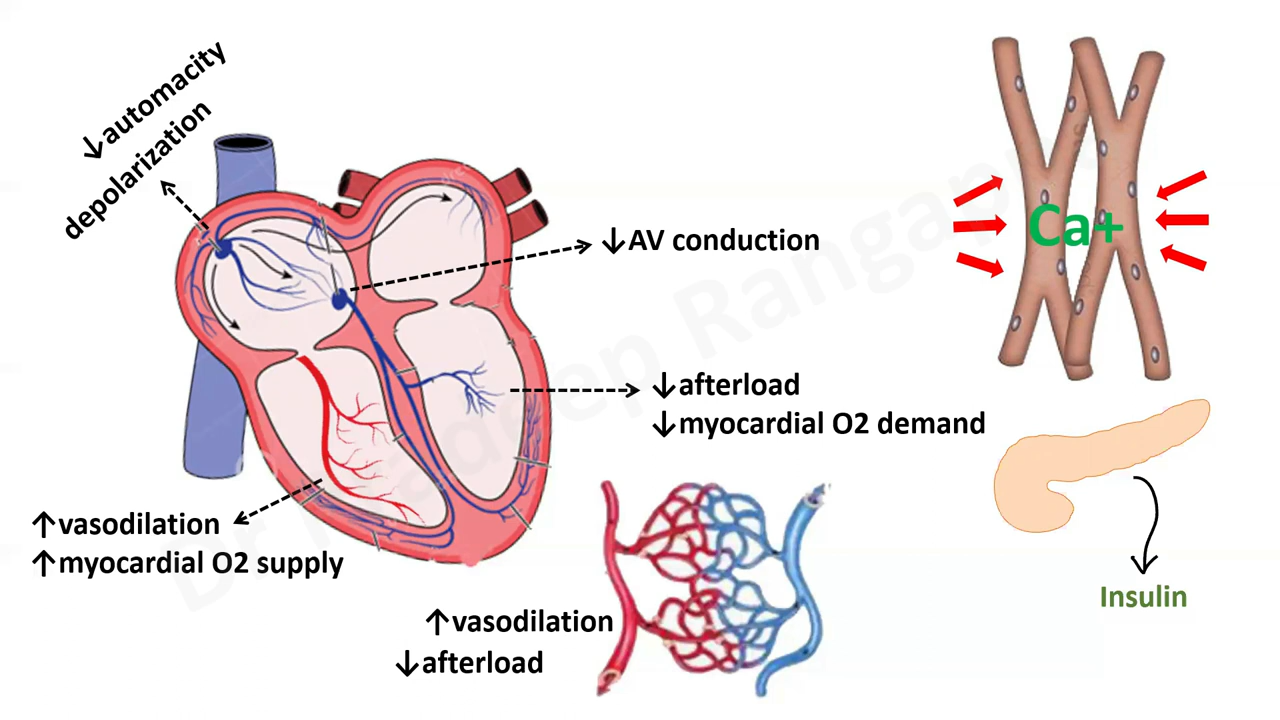 ↓automacity
depolarization
↓AV conduction
Ca+
↓afterload
↓myocardial O2 demand
↑vasodilation
↑myocardial O2 supply
Insulin
↑vasodilation
↓afterload